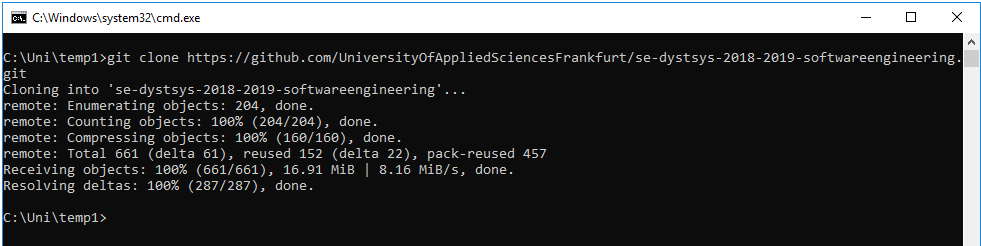 C:\Windows\system32\cmd.exe
C:\Uni\temp1>git clone https://github.com/UniversityOfAppliedSciencesFrankfurt/se-dystsys-2018-2019-softwareengineering.
git
Cloning into 'se-dystsys-2018-2019-softwareengineering'...
remote: Enumerating objects: 204, done.
remote: Counting objects: 100% (204/204), done.
remote: Compressing objects: 100% (160/160), done.
remote: Total 661 (delta 61), reused 152 (delta 22), pack-reused 457
Receiving objects: 100% (661/661), 16.91 MiB | 8.16 MiB/s, done.
Resolving deltas: 100% (287/287), done.
C:\Uni\temp1>